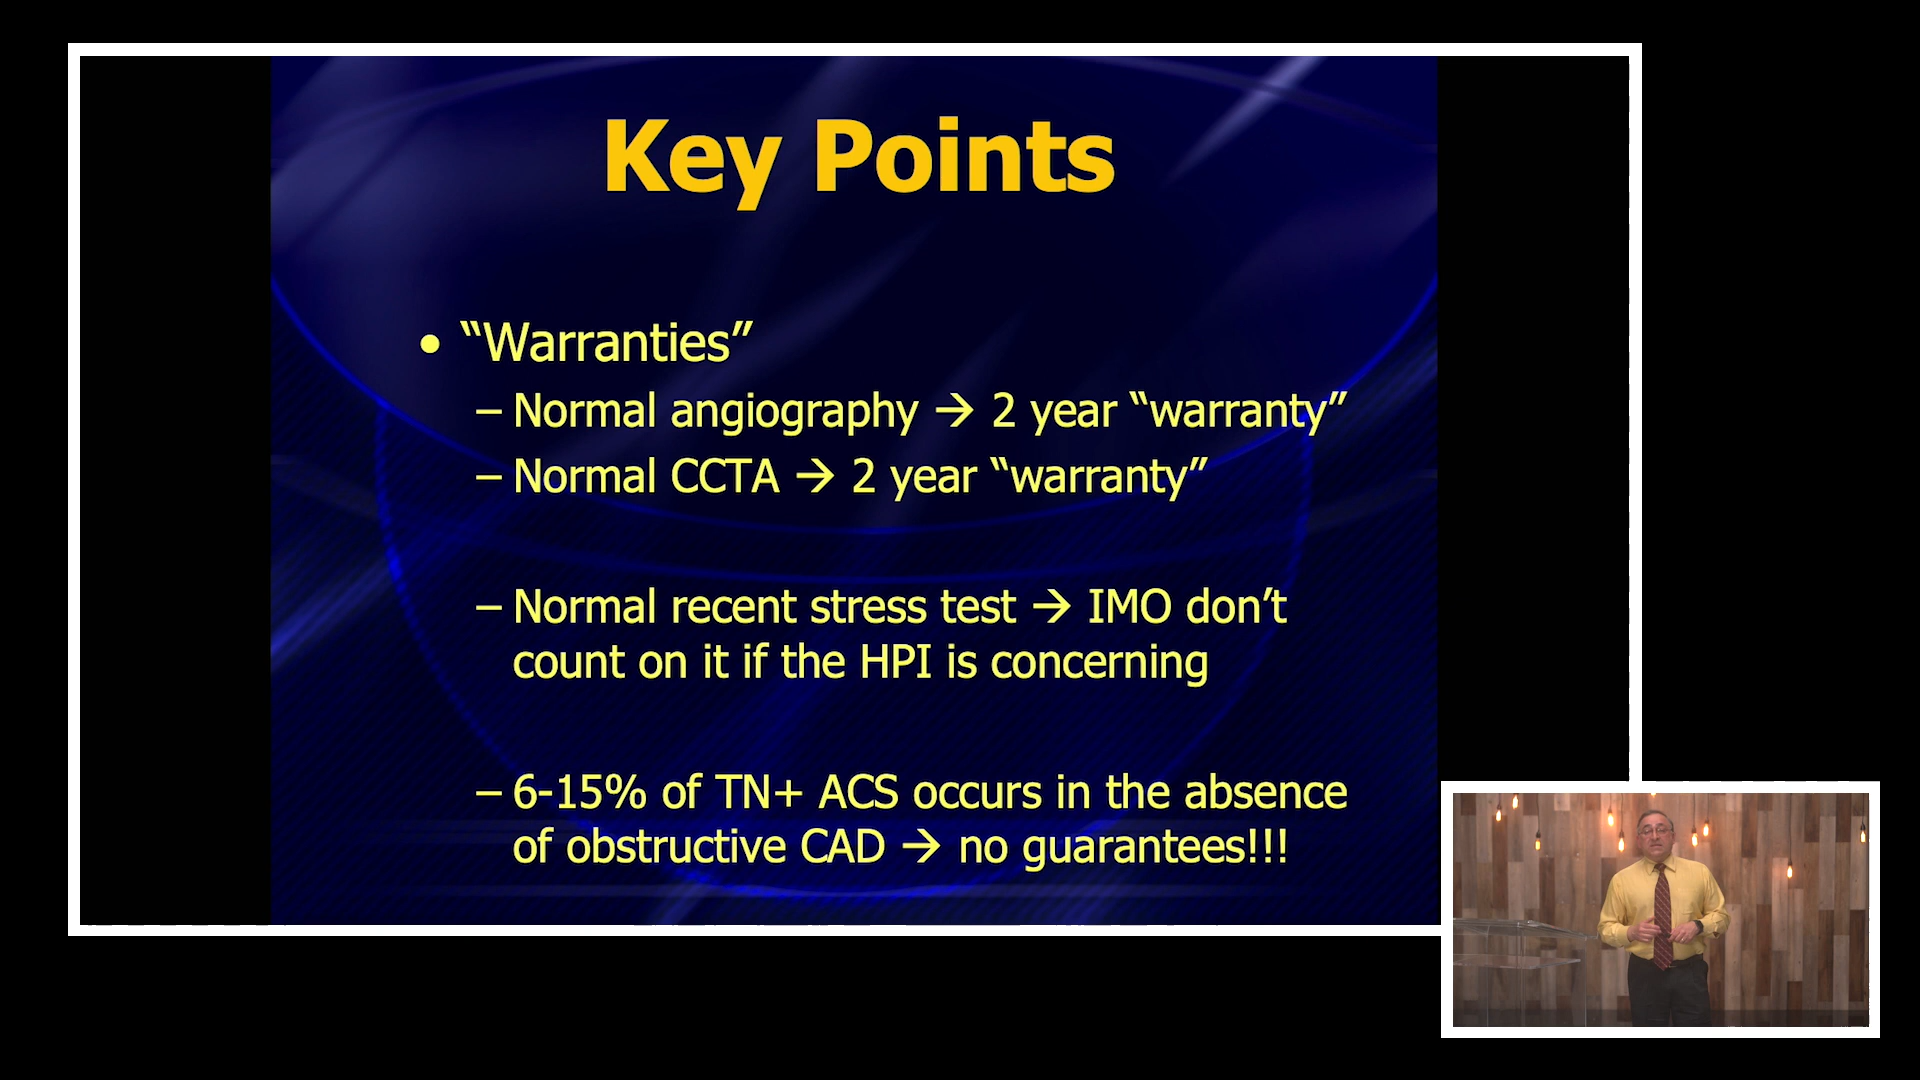 Key Points
• “Warranties”
– Normal angiography → 2 year “warranty”
– Normal CCTA → 2 year “warranty”
– Normal recent stress test → IMO don’t
count on it if the HPI is concerning
– 6-15% of TN+ ACS occurs in the absence
of obstructive CAD → no guarantees!!!